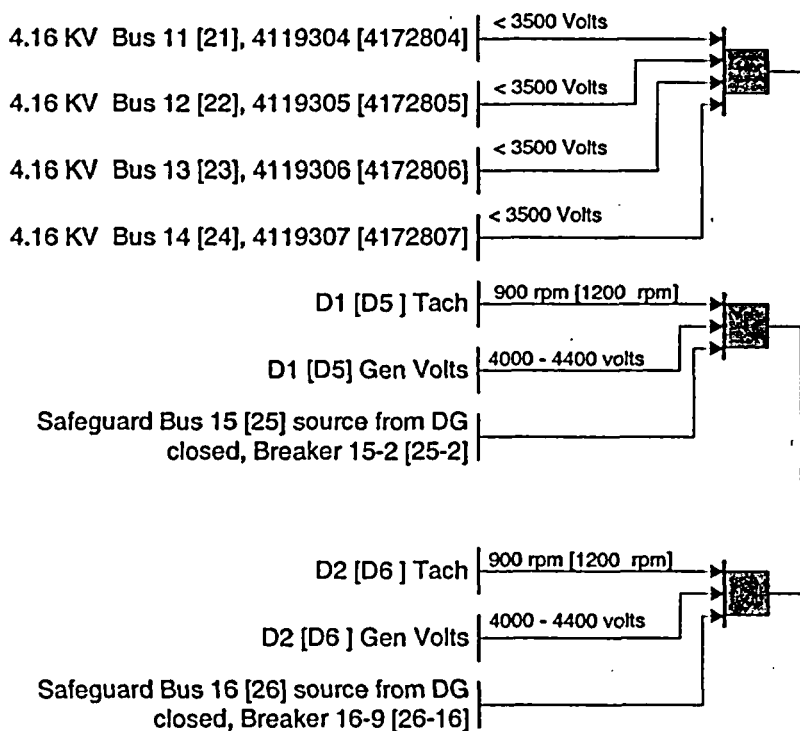 < 3500 Volts
4.16 KV Bus 11 [21], 4119304 [4172804]
< 3500 Volts
4.16 KV Bus 12 [22], 4119305 [4172805]
< 3500 Volts
4.16 KV Bus 13 [23], 4119306 [4172806]
< 3500 Volts
4.16 KV Bus 14 [24], 4119307 [4172807]
D1 [D5 ] Tach
900 rpm [1200 rpm]
D1 [D5] Gen Volts
4000 - 4400 volts
Safeguard Bus 15 [25] source from DG
closed, Breaker 15-2 [25-2]
D2 [D6 ] Tach
900 rpm [1200 rpm]
D2 [D6 ] Gen Volts
4000 - 4400 volts
Safeguard Bus 16 [26] source from DG
closed, Breaker 16-9 [26-16]